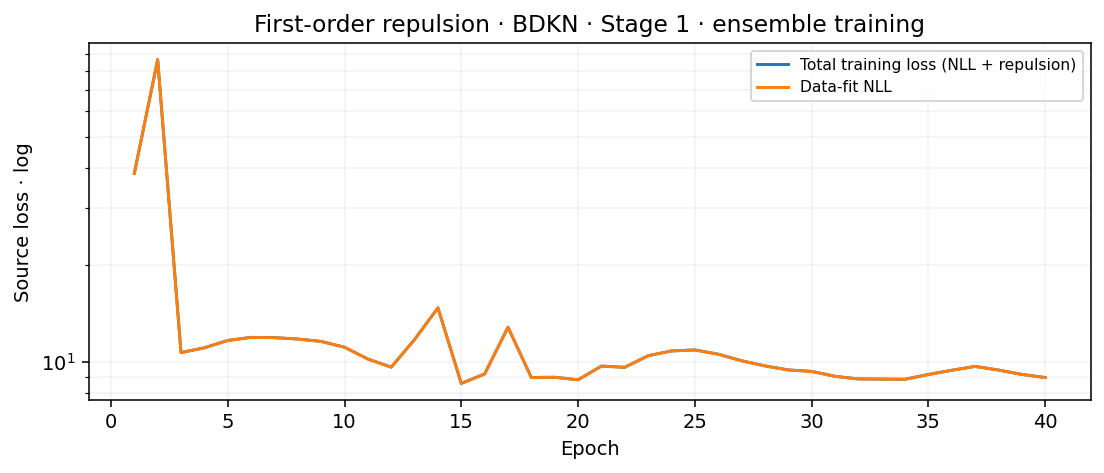 First-order repulsion · BDKN · Stage 1 · ensemble training
Total training loss (NLL + repulsion)
Data-fit NLL
Source loss · log
10¹
0 5 10 15 20 25 30 35 40
Epoch